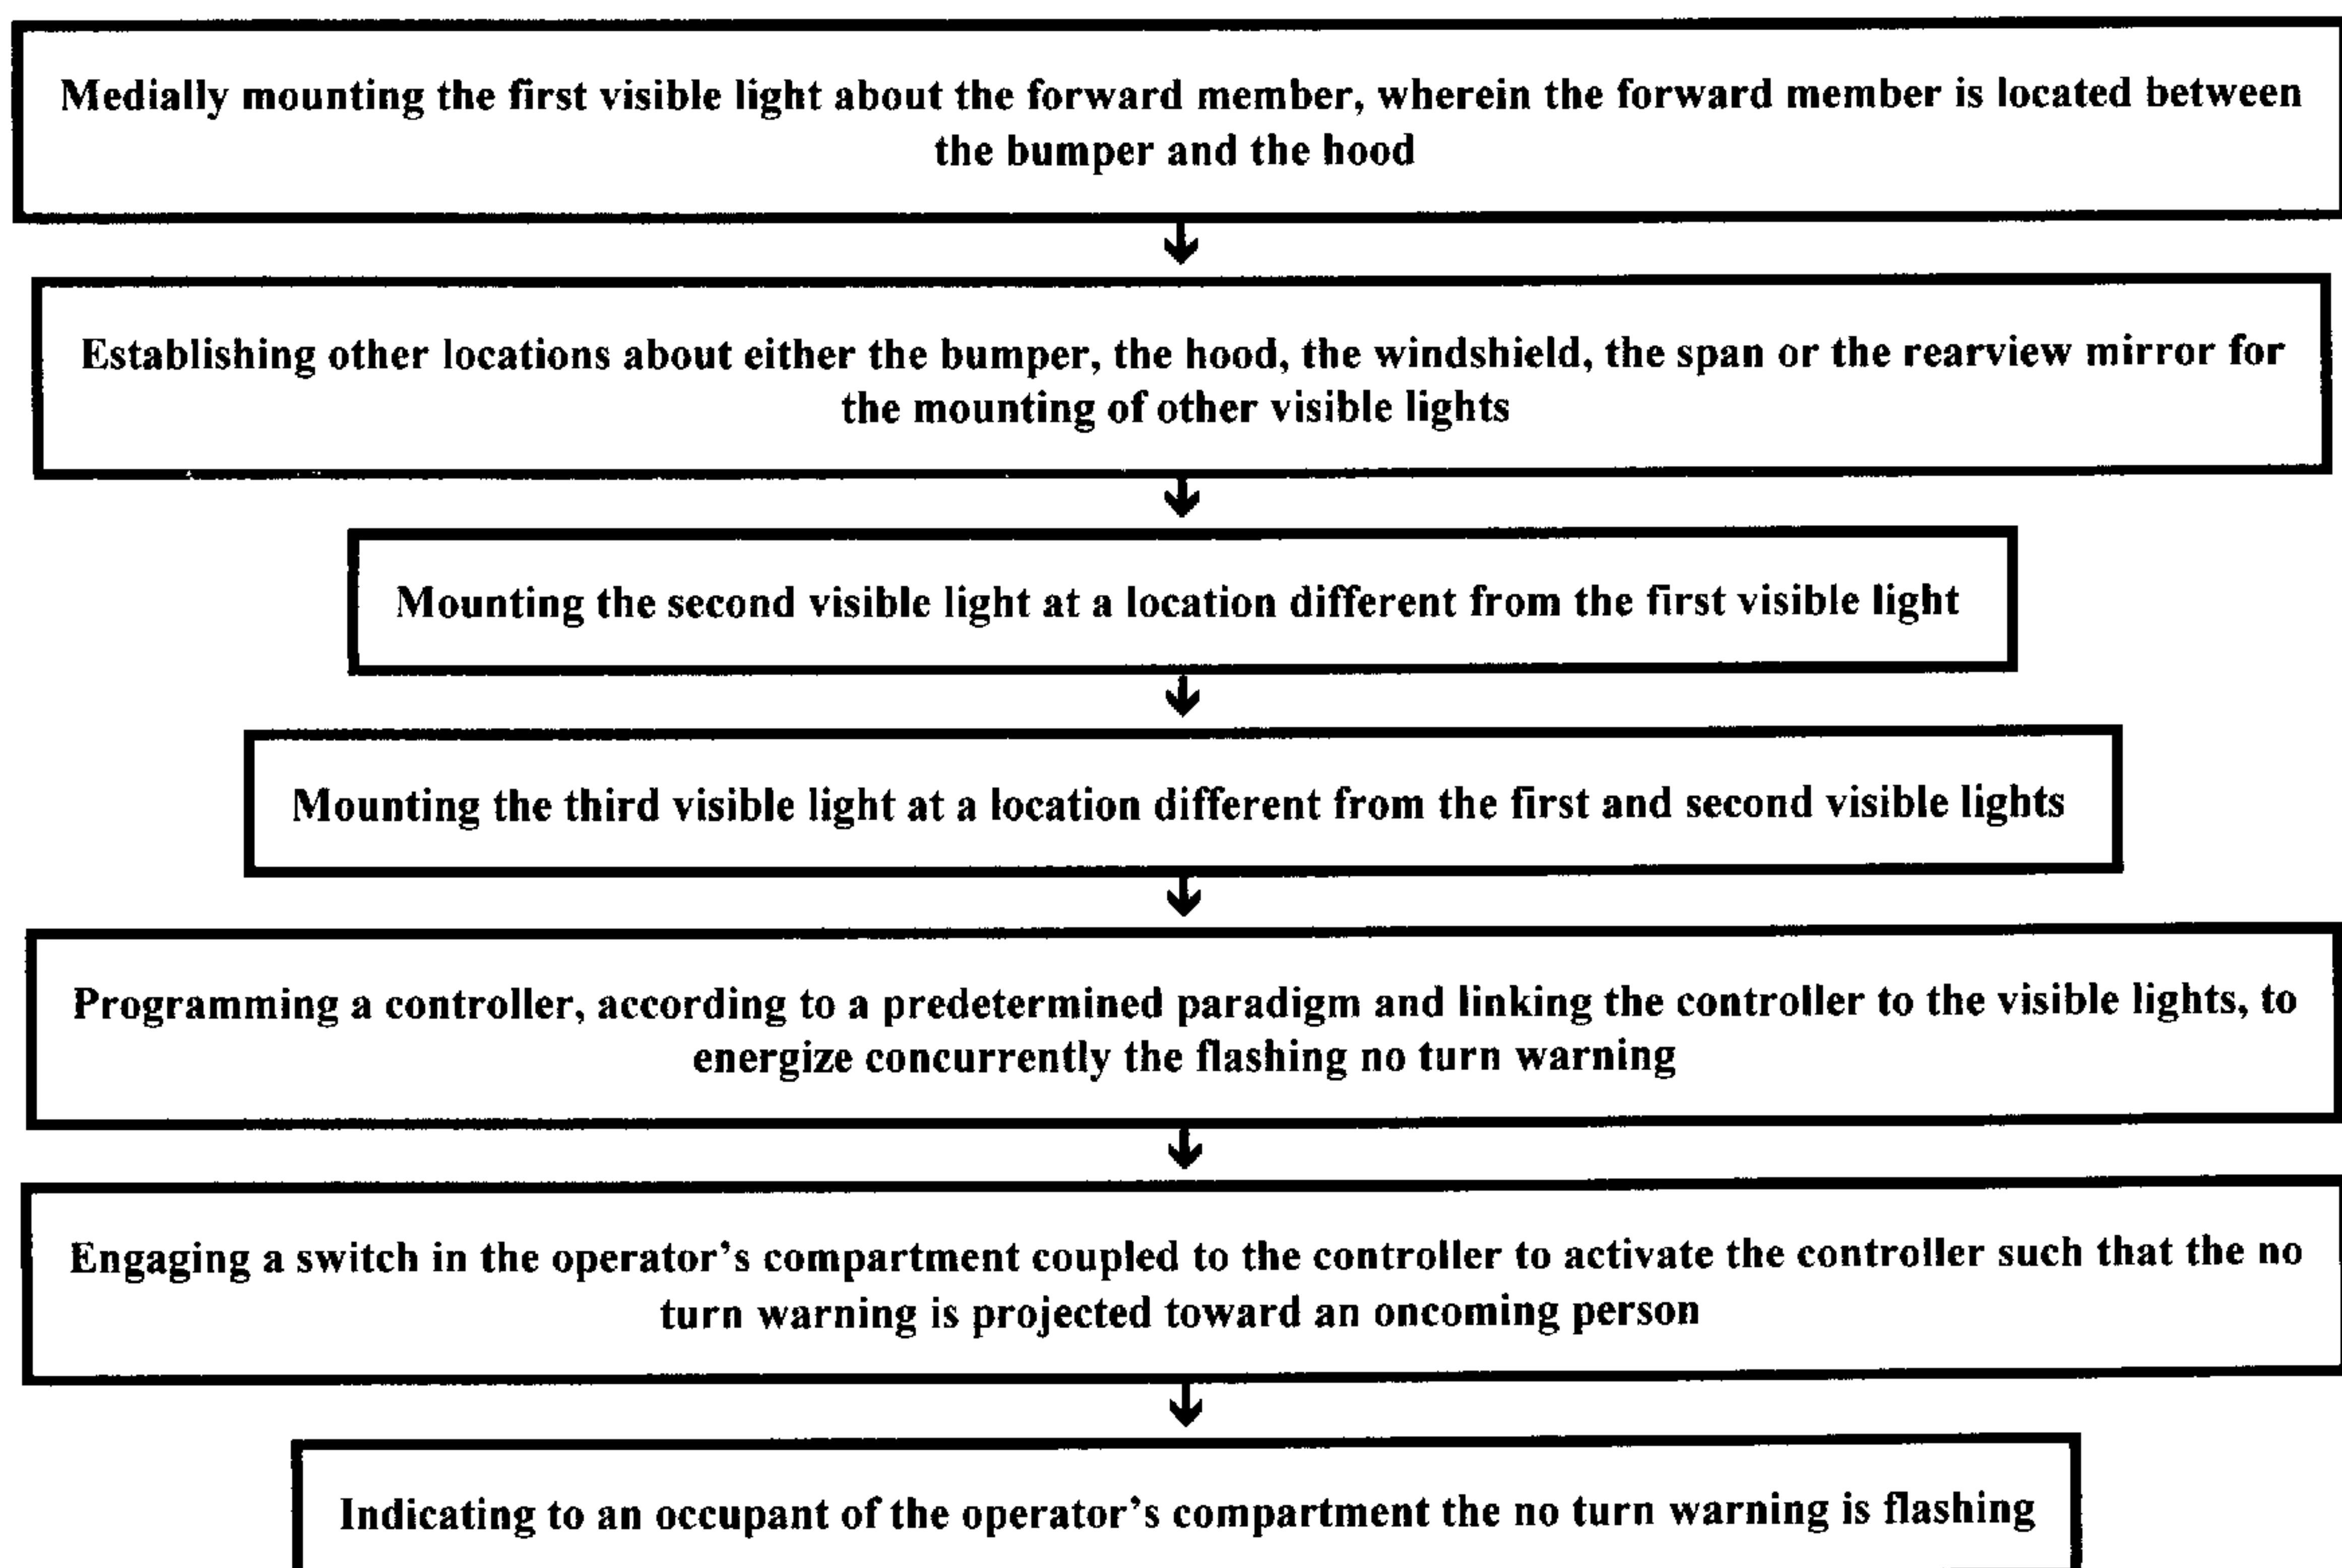 Medially mounting the first visible light about the forward member, wherein the forward member is located between
the bumper and the hood
Establishing other locations about either the bumper, the hood, the windshield, the span or the rearview mirror for
the mounting of other visible lights
Mounting the second visible light at a location different from the first visible light
Mounting the third visible light at a location different from the first and second visible lights
Programming a controller, according to a predetermined paradigm and linking the controller to the visible lights, to
energize concurrently the flashing no turn warning
Engaging a switch in the operator's compartment coupled to the controller to activate the controller such that the no
turn warning is projected toward an oncoming person
Indicating to an occupant of the operator's compartment the no turn warning is flashing